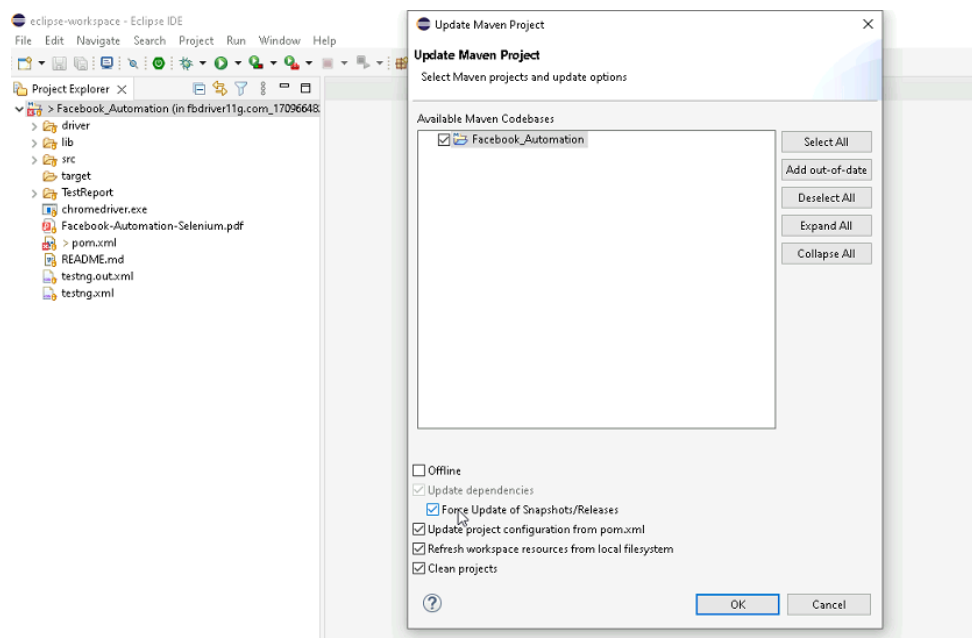 eclipse-workspace - Eclipse IDE
File Edit Navigate Search Project Run Window Help
Project Explorer
> Facebook_Automation (in fbdriver11g.com_17096648
driver
lib
src
target
TestReport
chromedriver.exe
Facebook-Automation-Selenium.pdf
> pom.xml
README.md
testng.out.xml
testng.xml
Update Maven Project
Update Maven Project
Select Maven projects and update options
Available Maven Codebases
Facebook_Automation
Select All
Add out-of-date
Deselect All
Expand All
Collapse All
Offline
Update dependencies
Force Update of Snapshots/Releases
Update project configuration from pom.xml
Refresh workspace resources from local filesystem
Clean projects
OK
Cancel